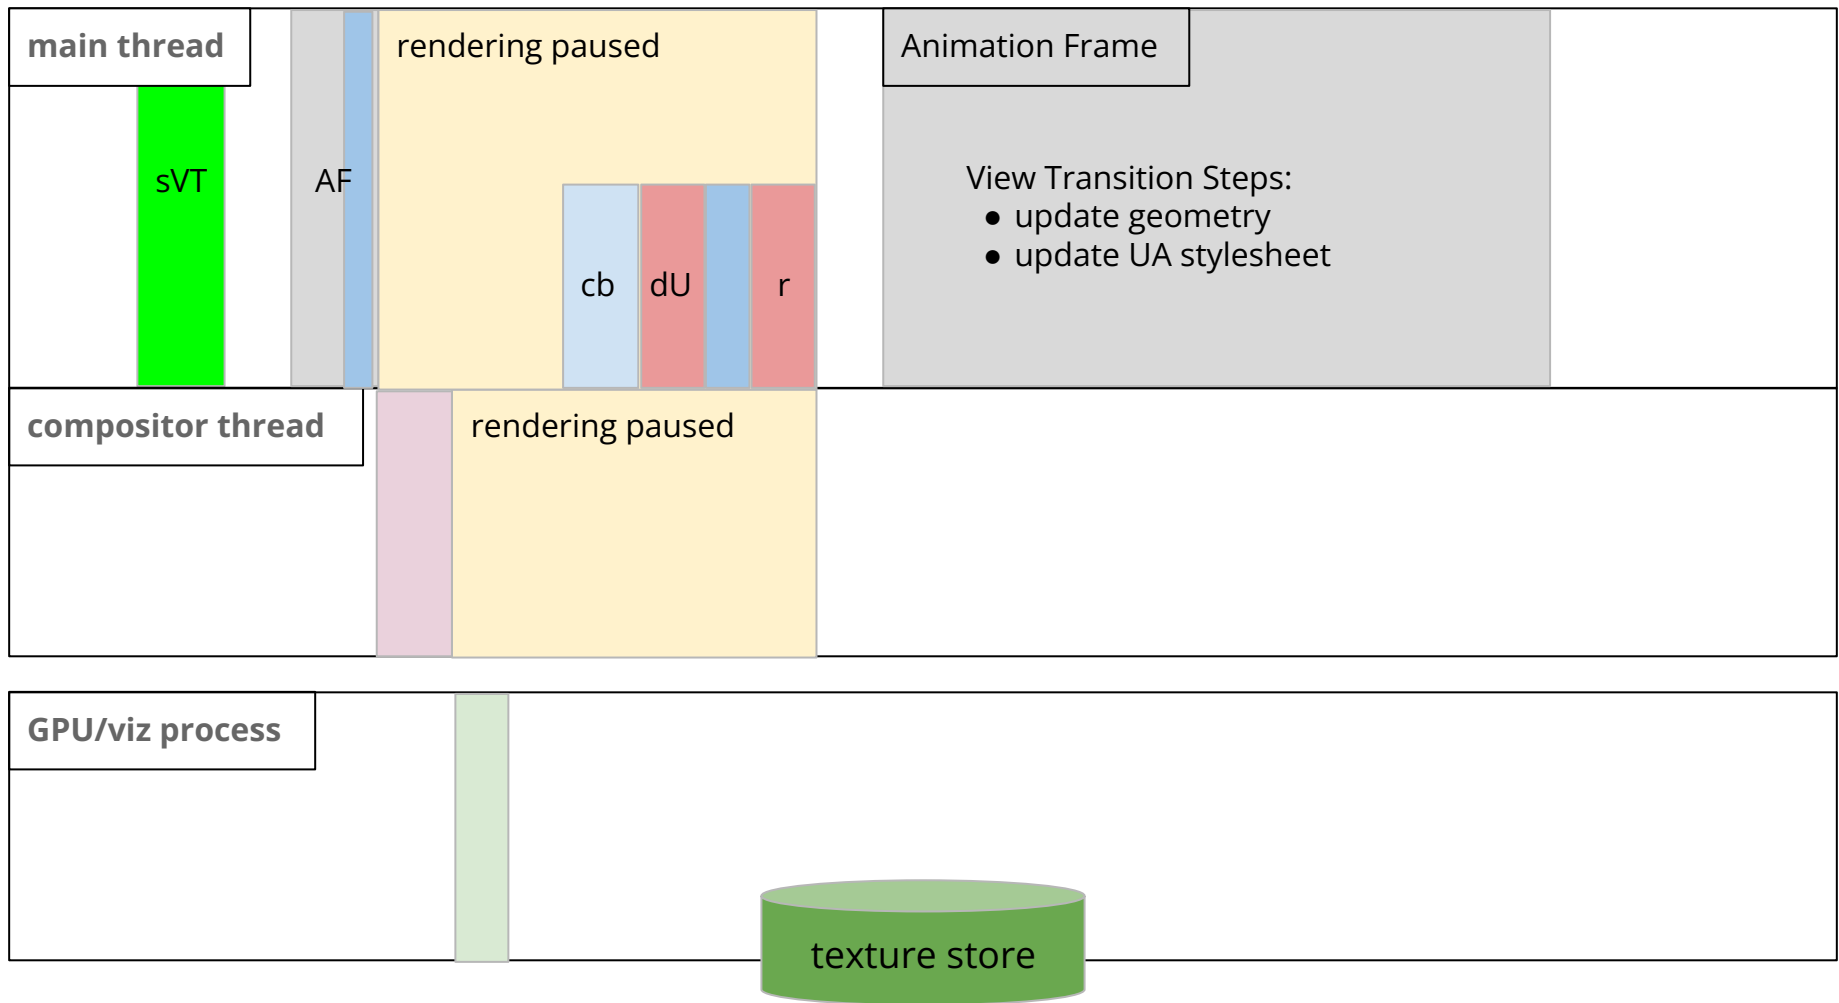 main thread
rendering paused
Animation Frame
sVT
AF
View Transition Steps:
● update geometry
● update UA stylesheet
cb
dU
r
compositor thread
rendering paused
GPU/viz process
texture store